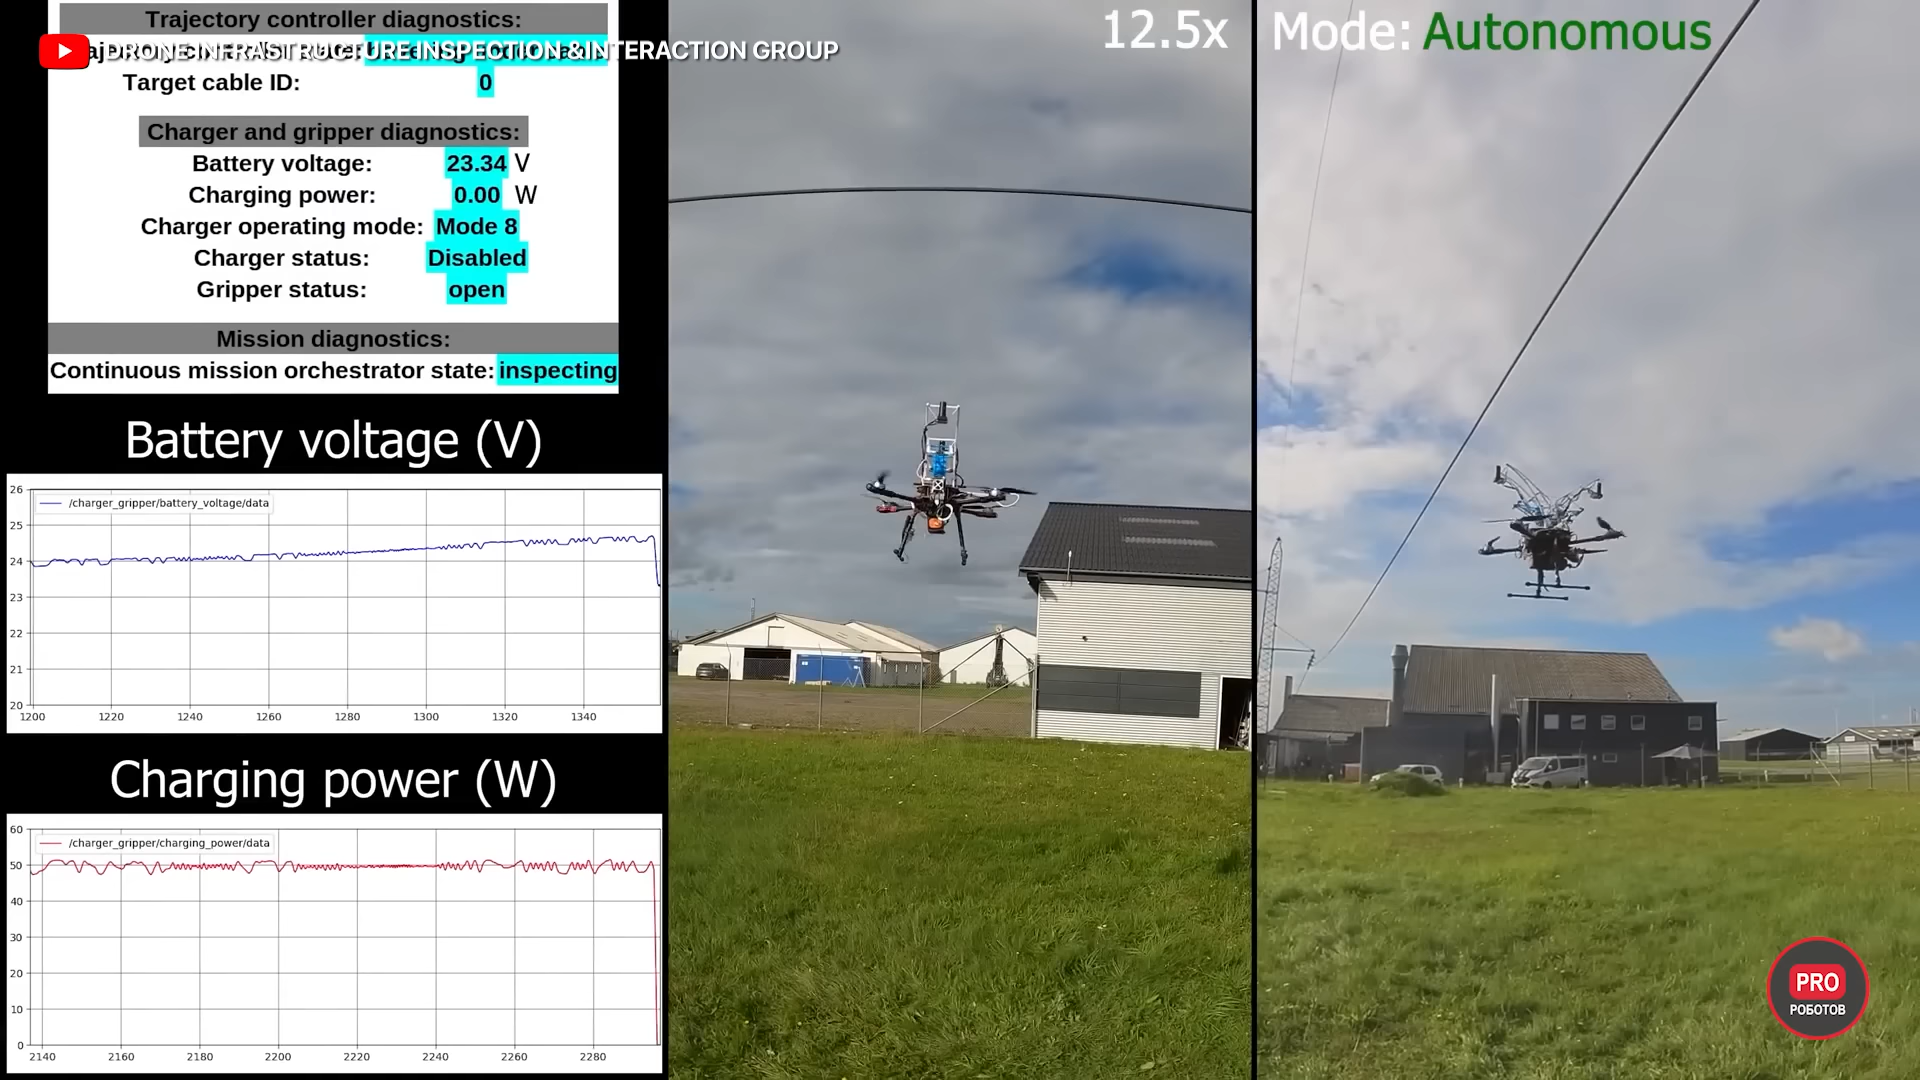 Trajectory controller diagnostics:
DRONE INFRASTRUCTURE INSPECTION & INTERACTION GROUP
Target cable ID: 0
Charger and gripper diagnostics:
Battery voltage: 23.34 V
Charging power: 0.00 W
Charger operating mode: Mode 8
Charger status: Disabled
Gripper status: open
Mission diagnostics:
Continuous mission orchestrator state: inspecting
Battery voltage (V)
/charger_gripper/battery_voltage/data
26
25
24
23
22
21
20
1200 1220 1240 1260 1280 1300 1320 1340
Charging power (W)
/charger_gripper/charging_power/data
60
50
40
30
20
10
0
2140 2160 2180 2200 2220 2240 2260 2280
12.5x
Mode: Autonomous
PRO
РОБОТОВ